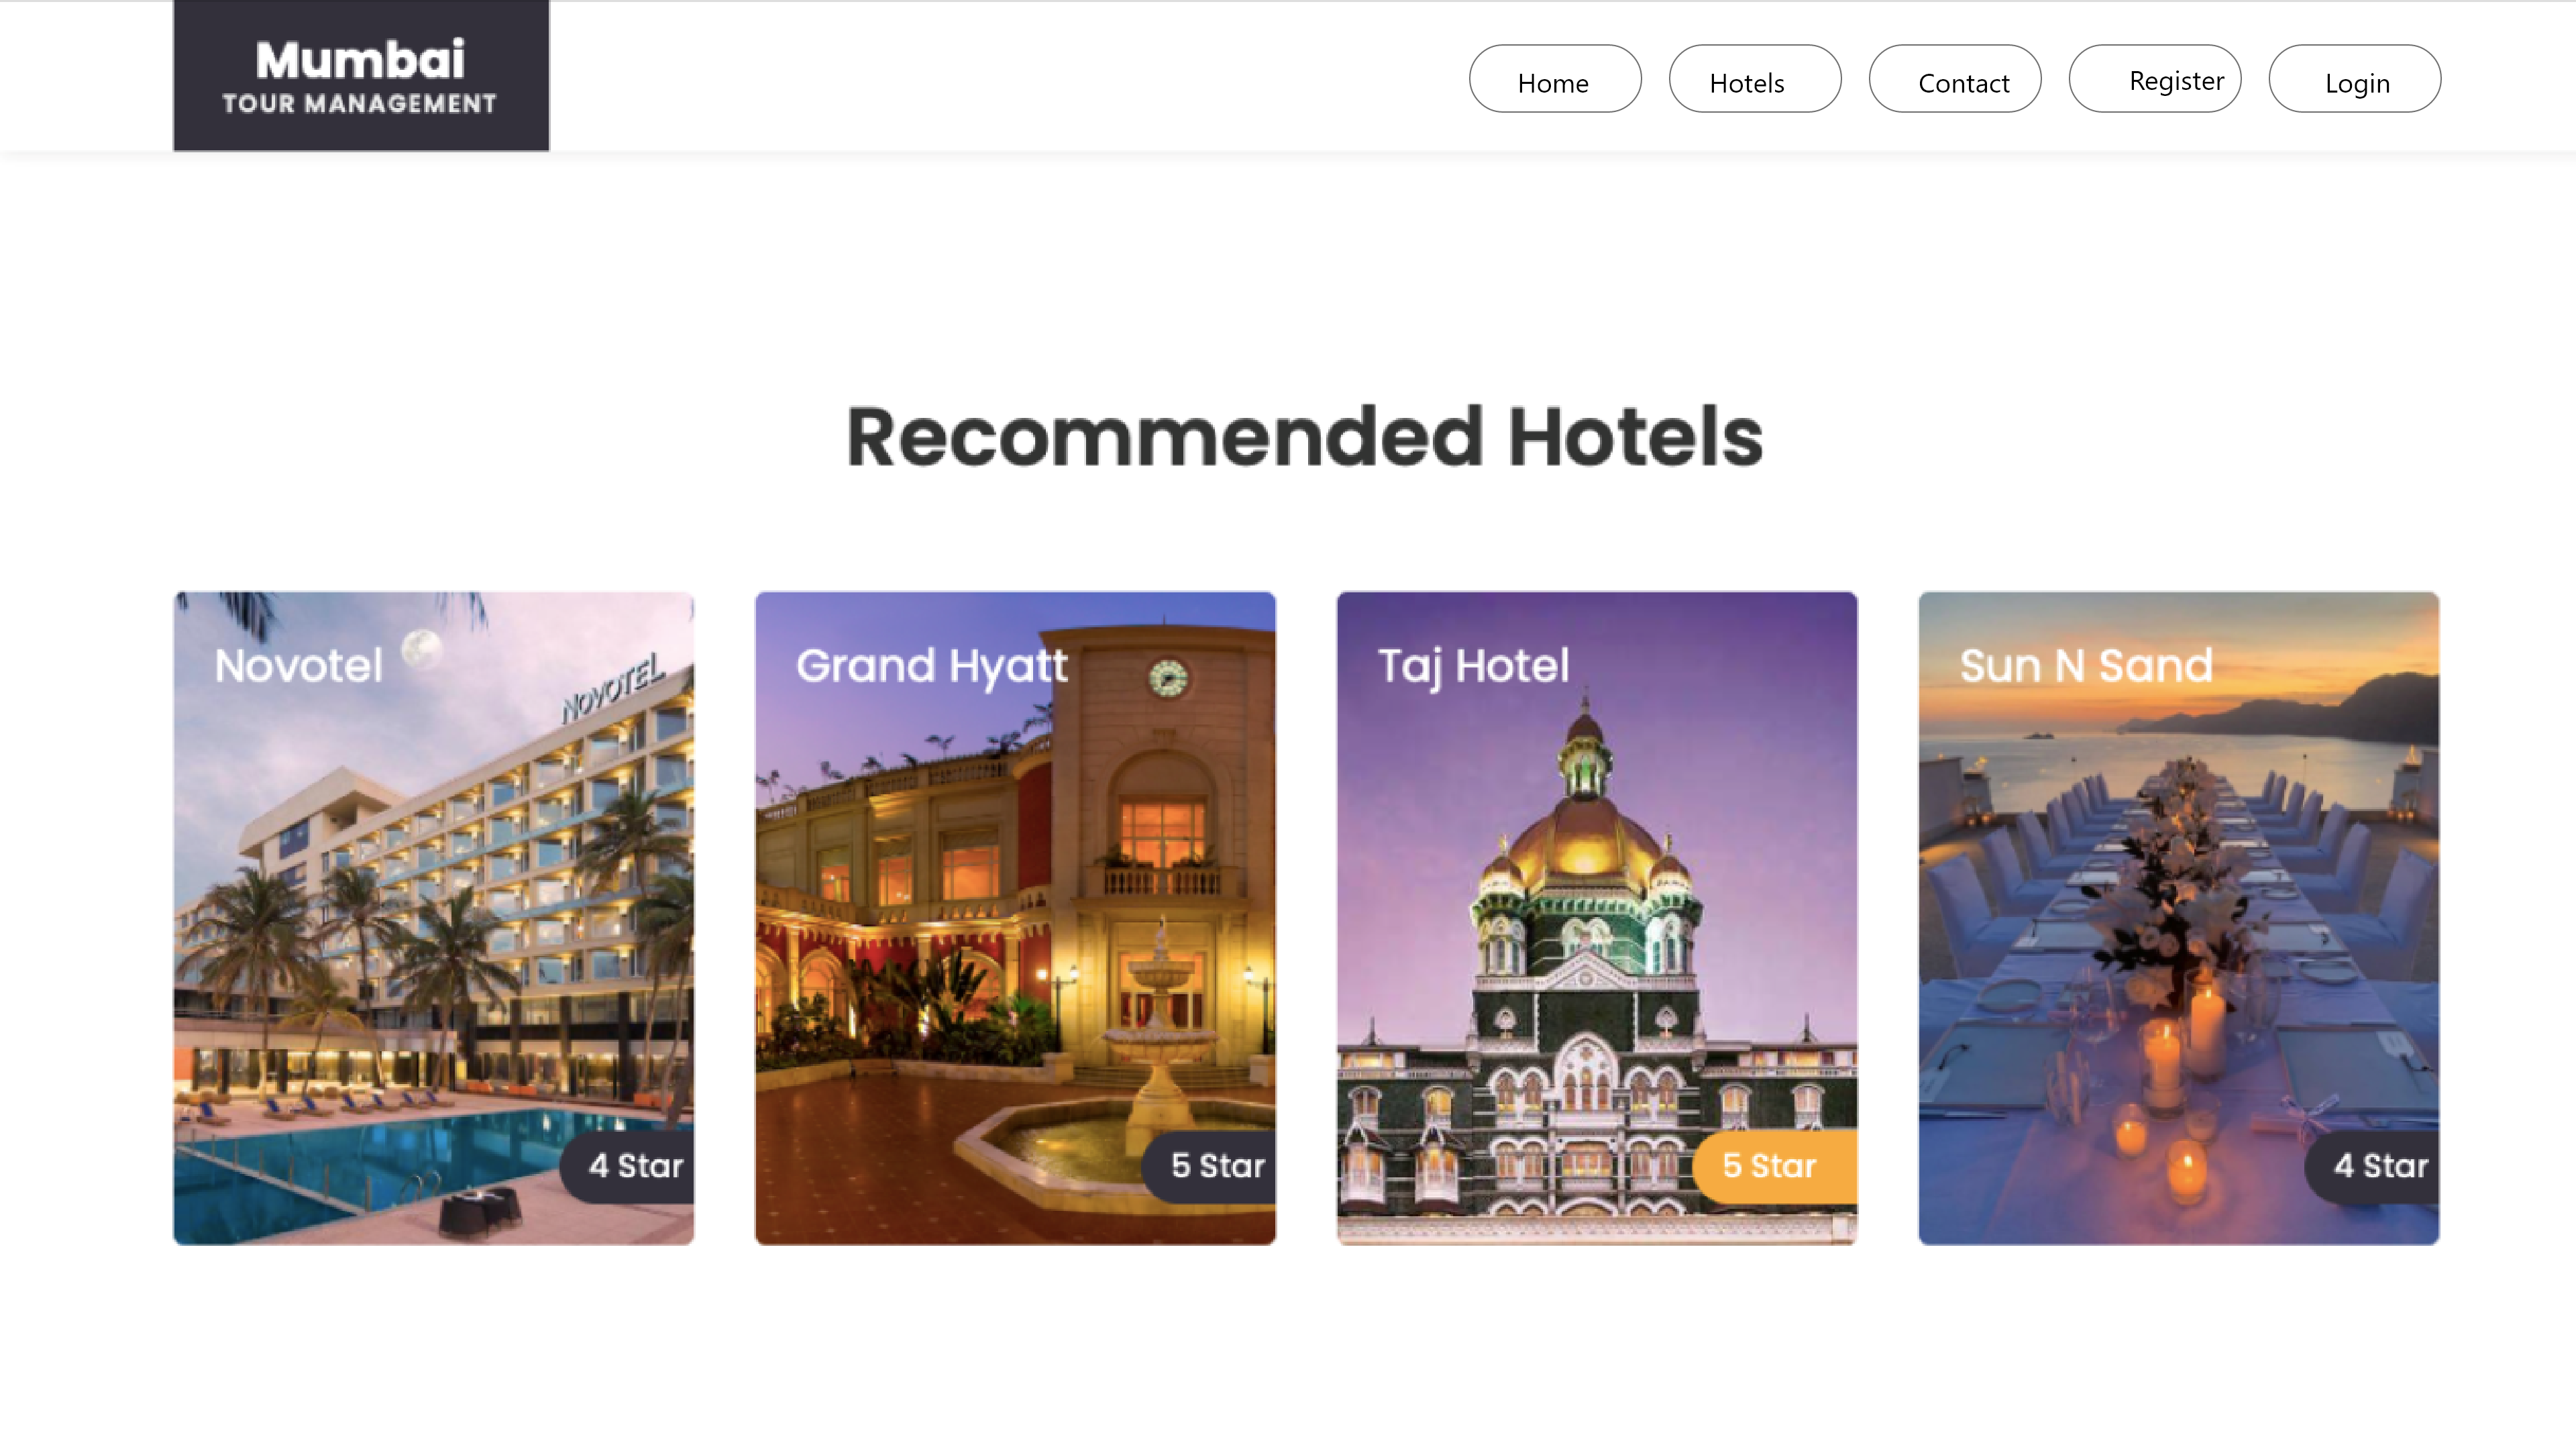 Mumbai
TOUR MANAGEMENT
Home
Hotels
Contact
Register
Login
Recommended Hotels
Novotel
NOVOTEL
Grand Hyatt
Taj Hotel
Sun N Sand
4 Star
5 Star
5 Star
4 Star